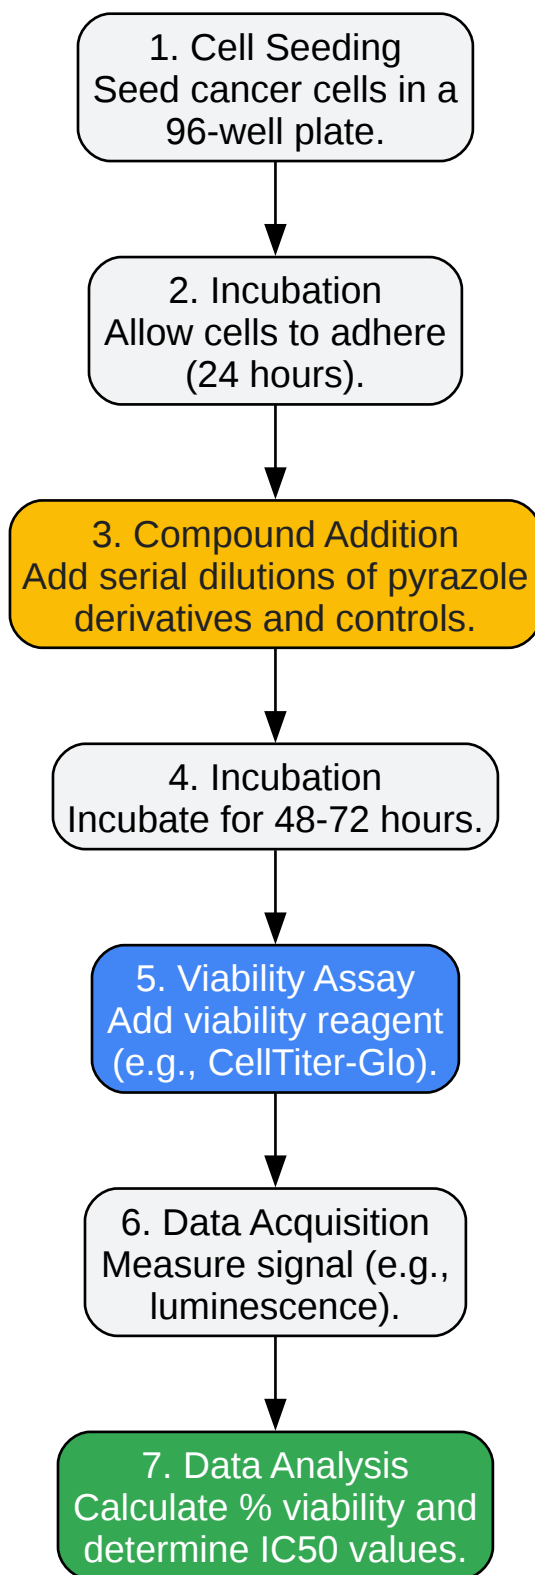 1. Cell Seeding
Seed cancer cells in a
96-well plate.
2. Incubation
Allow cells to adhere
(24 hours).
3. Compound Addition
Add serial dilutions of pyrazole
derivatives and controls.
4. Incubation
Incubate for 48-72 hours.
5. Viability Assay
Add viability reagent
(e.g., CellTiter-Glo).
6. Data Acquisition
Measure signal (e.g.,
luminescence).
7. Data Analysis
Calculate % viability and
determine IC50 values.